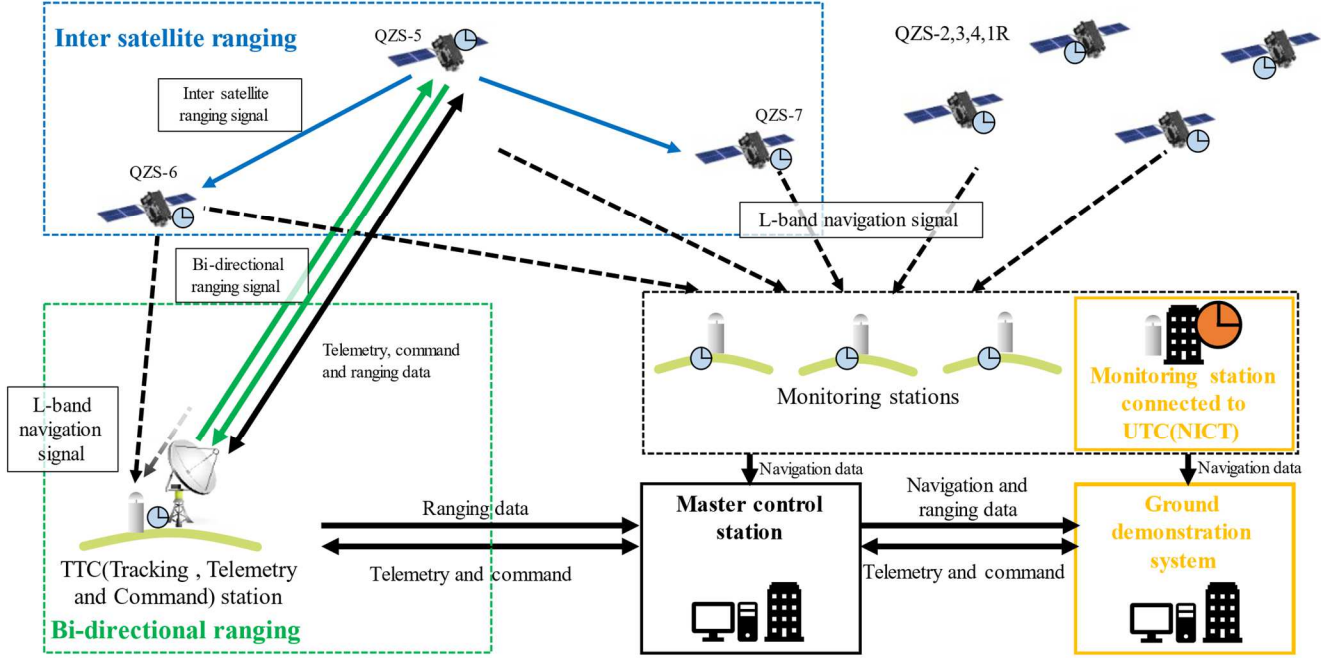 Inter satellite ranging
QZS-5
QZS-2,3,4,1R
Inter satellite
ranging signal
QZS-7
QZS-6
L-band navigation signal
Bi-directional
ranging signal
Telemetry, command
and ranging data
L-band
navigation
signal
Monitoring stations
Monitoring station
connected to
UTC(NICT)
Navigation data
Navigation data
Ranging data
Telemetry and command
Master control
station
Navigation and
ranging data
Telemetry and command
Ground
demonstration
system
TTC(Tracking , Telemetry
and Command) station
Bi-directional ranging